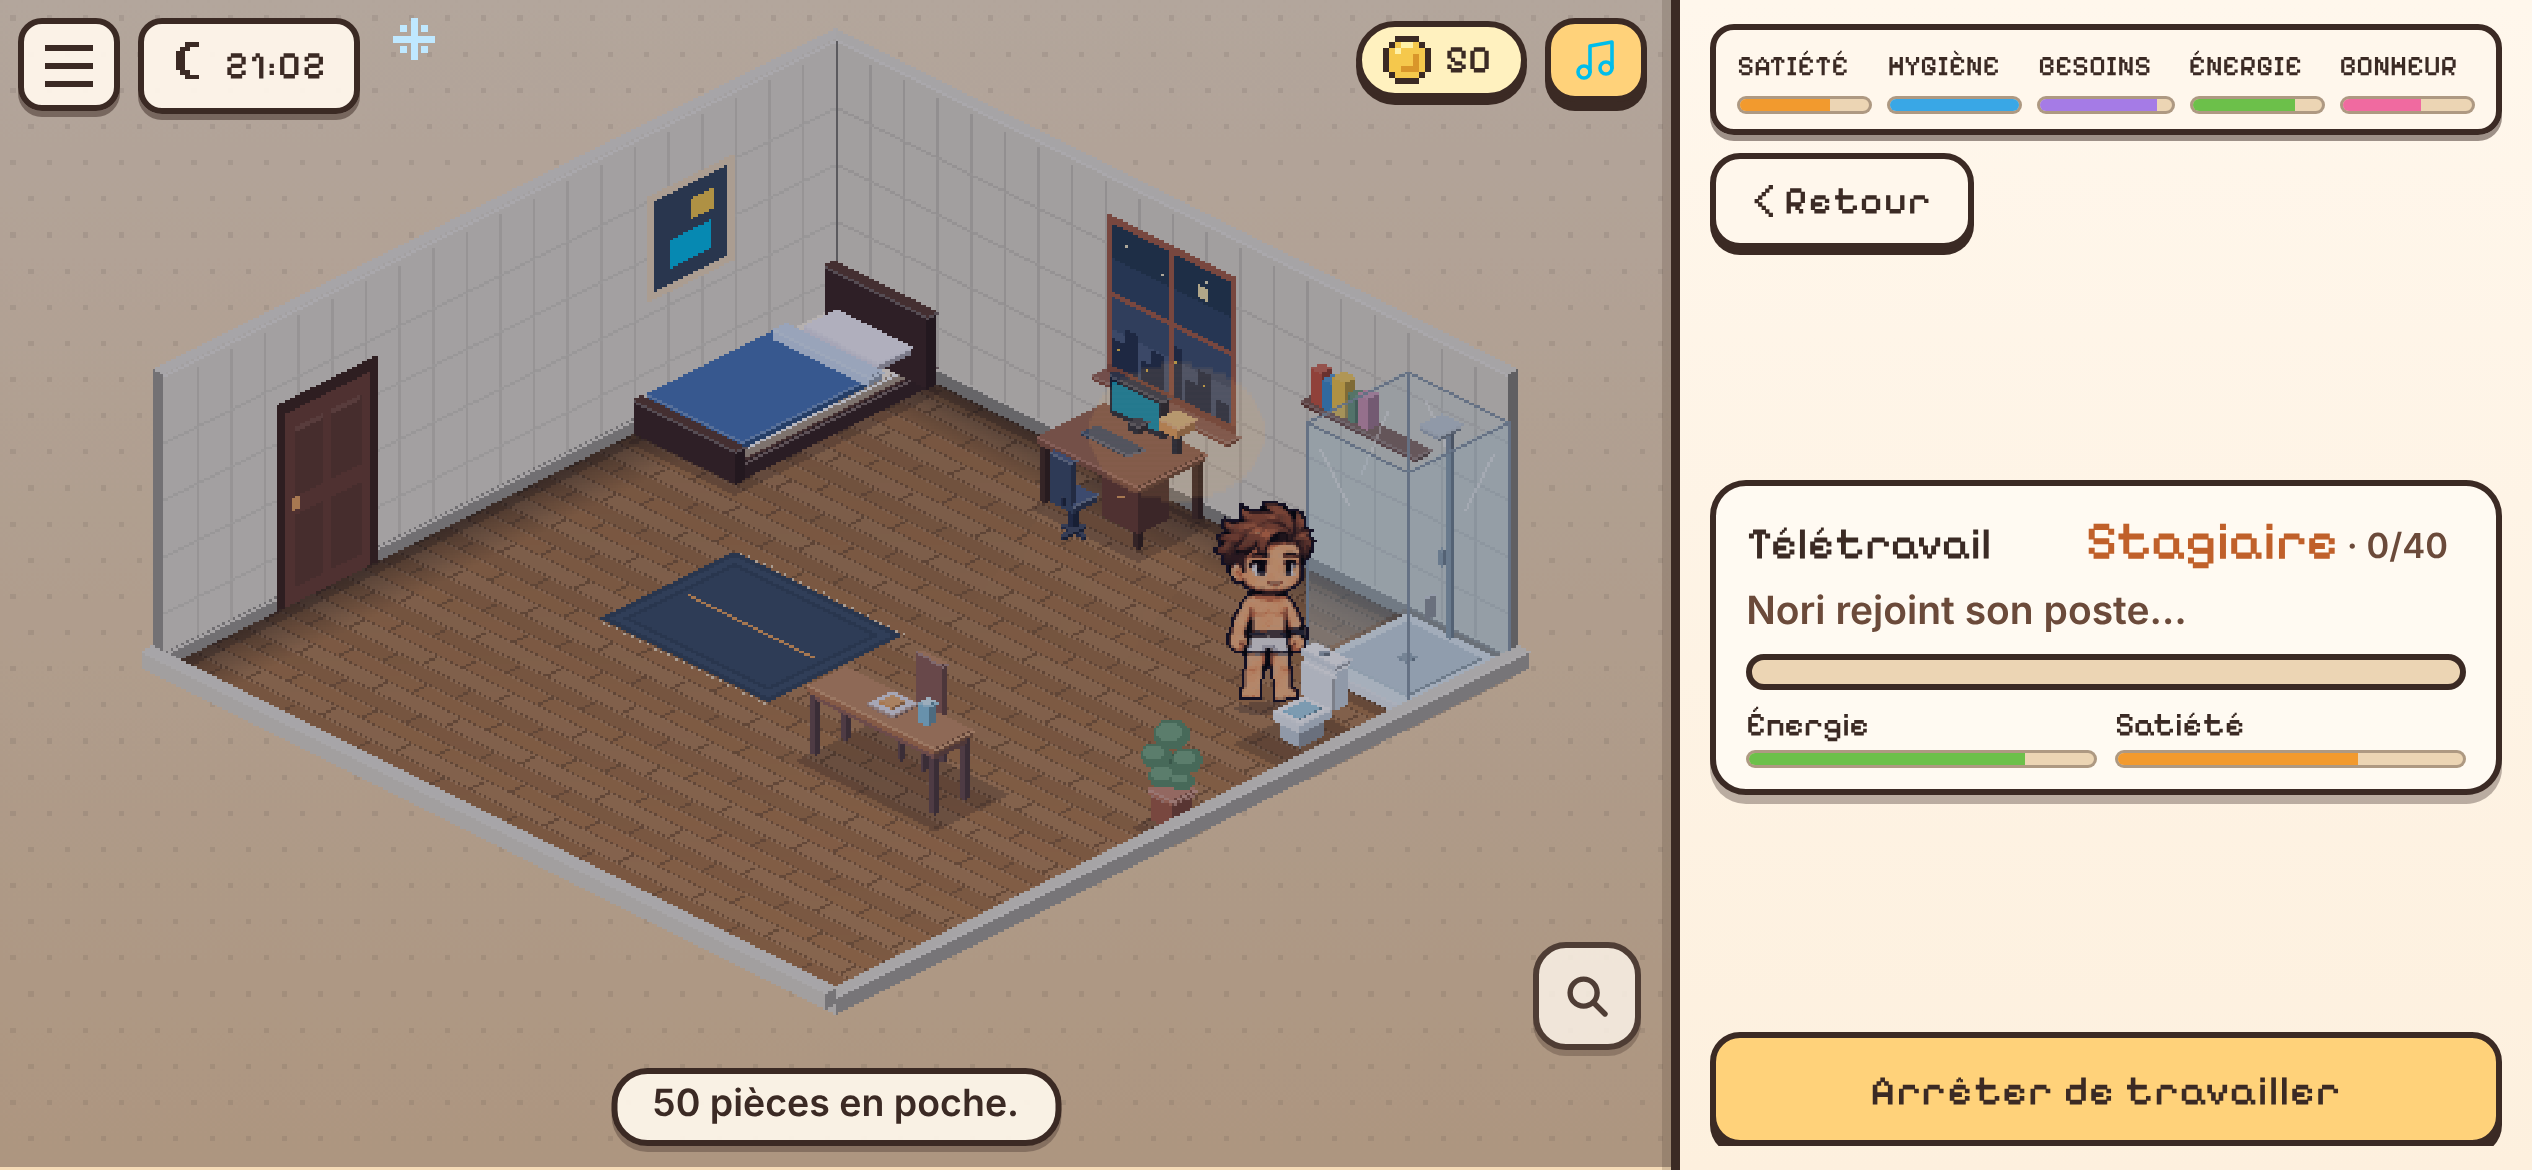 21:02
50
SATIÉTÉ HYGIÈNE BESOINS ÉNERGIE BONHEUR
Retour
Télétravail Stagiaire · 0/40
Nori rejoint son poste...
Énergie Satiété
50 pièces en poche.
Arrêter de travailler